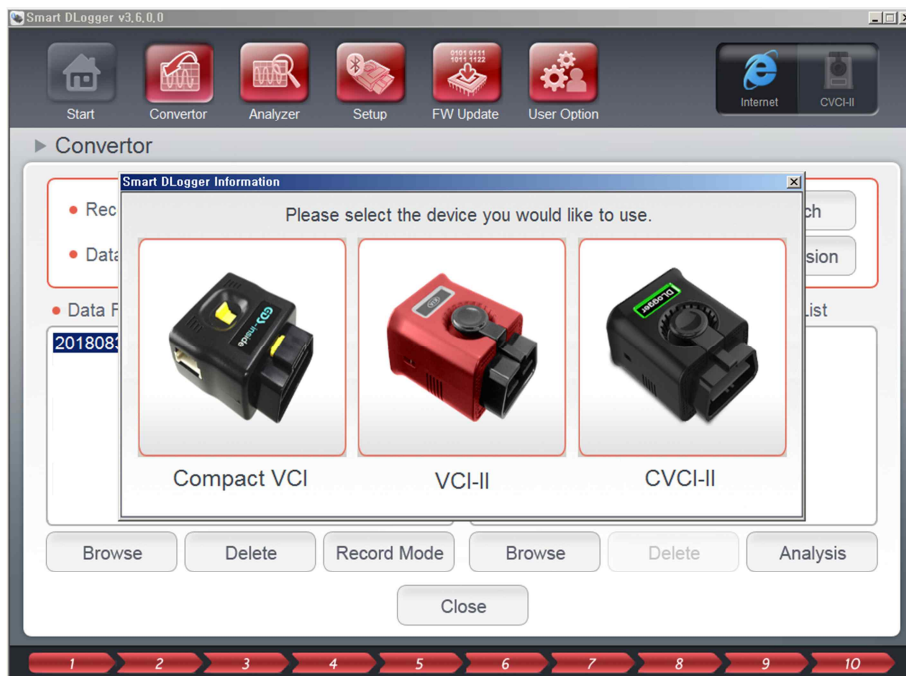 Smart DLogger v3,6,0,0
0101 0111
1011 1122
Start
Convertor
Analyzer
Setup
FW Update
User Option
Internet
CVCI-II
Convertor
Smart DLogger Information
Please select the device you would like to use.
Rec
ch
Data
sion
Data F
List
2018083
inside
DLogger
Compact VCI
VCI-II
CVCI-II
Browse
Delete
Record Mode
Browse
Delete
Analysis
Close
1 2 3 4 5 6 7 8 9 10